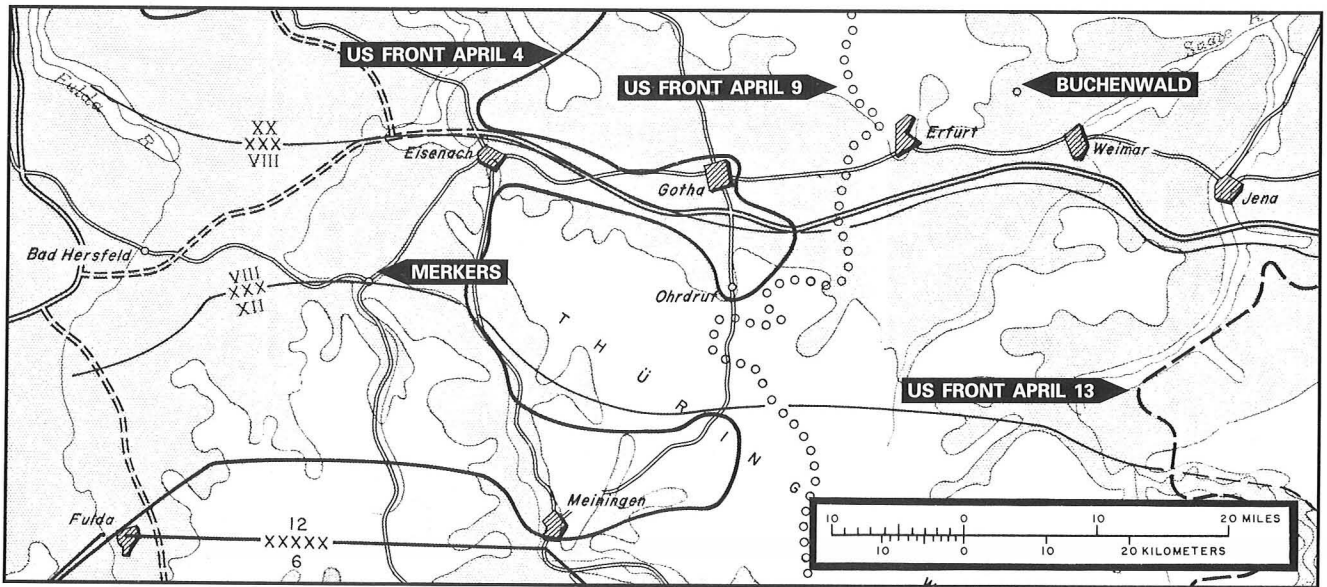 US FRONT APRIL 4
US FRONT APRIL 9
BUCHENWALD
Saale R
Fulda R
XX
XXX
VIII
Eisenach
Gotha
Erfurt
Weimar
Jena
Bad Hersfeld
MERKERS
VIII
XXX
XII
Ohrdruf
THÜRING
US FRONT APRIL 13
Meiningen
Fulda
12
XXXXX
6
10 0 10 20 MILES
10 0 10 20 KILOMETERS